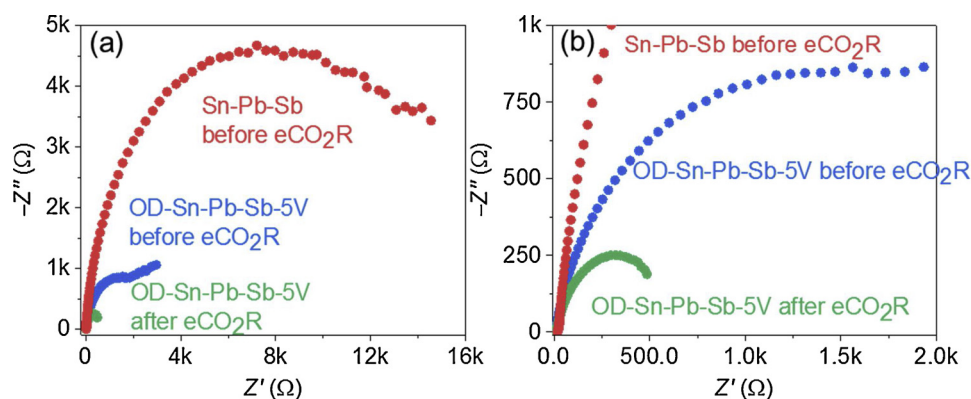 (a)
5k
4k
3k
2k
1k
0
0
4k
8k
12k
16k
–Z″ (Ω)
Z′ (Ω)
Sn-Pb-Sb
before eCO₂R
OD-Sn-Pb-Sb-5V
before eCO₂R
OD-Sn-Pb-Sb-5V
after eCO₂R
(b)
1k
750
500
250
0
0.0
500.0
1.0k
1.5k
2.0k
–Z″ (Ω)
Z′ (Ω)
Sn-Pb-Sb before eCO₂R
OD-Sn-Pb-Sb-5V before eCO₂R
OD-Sn-Pb-Sb-5V after eCO₂R